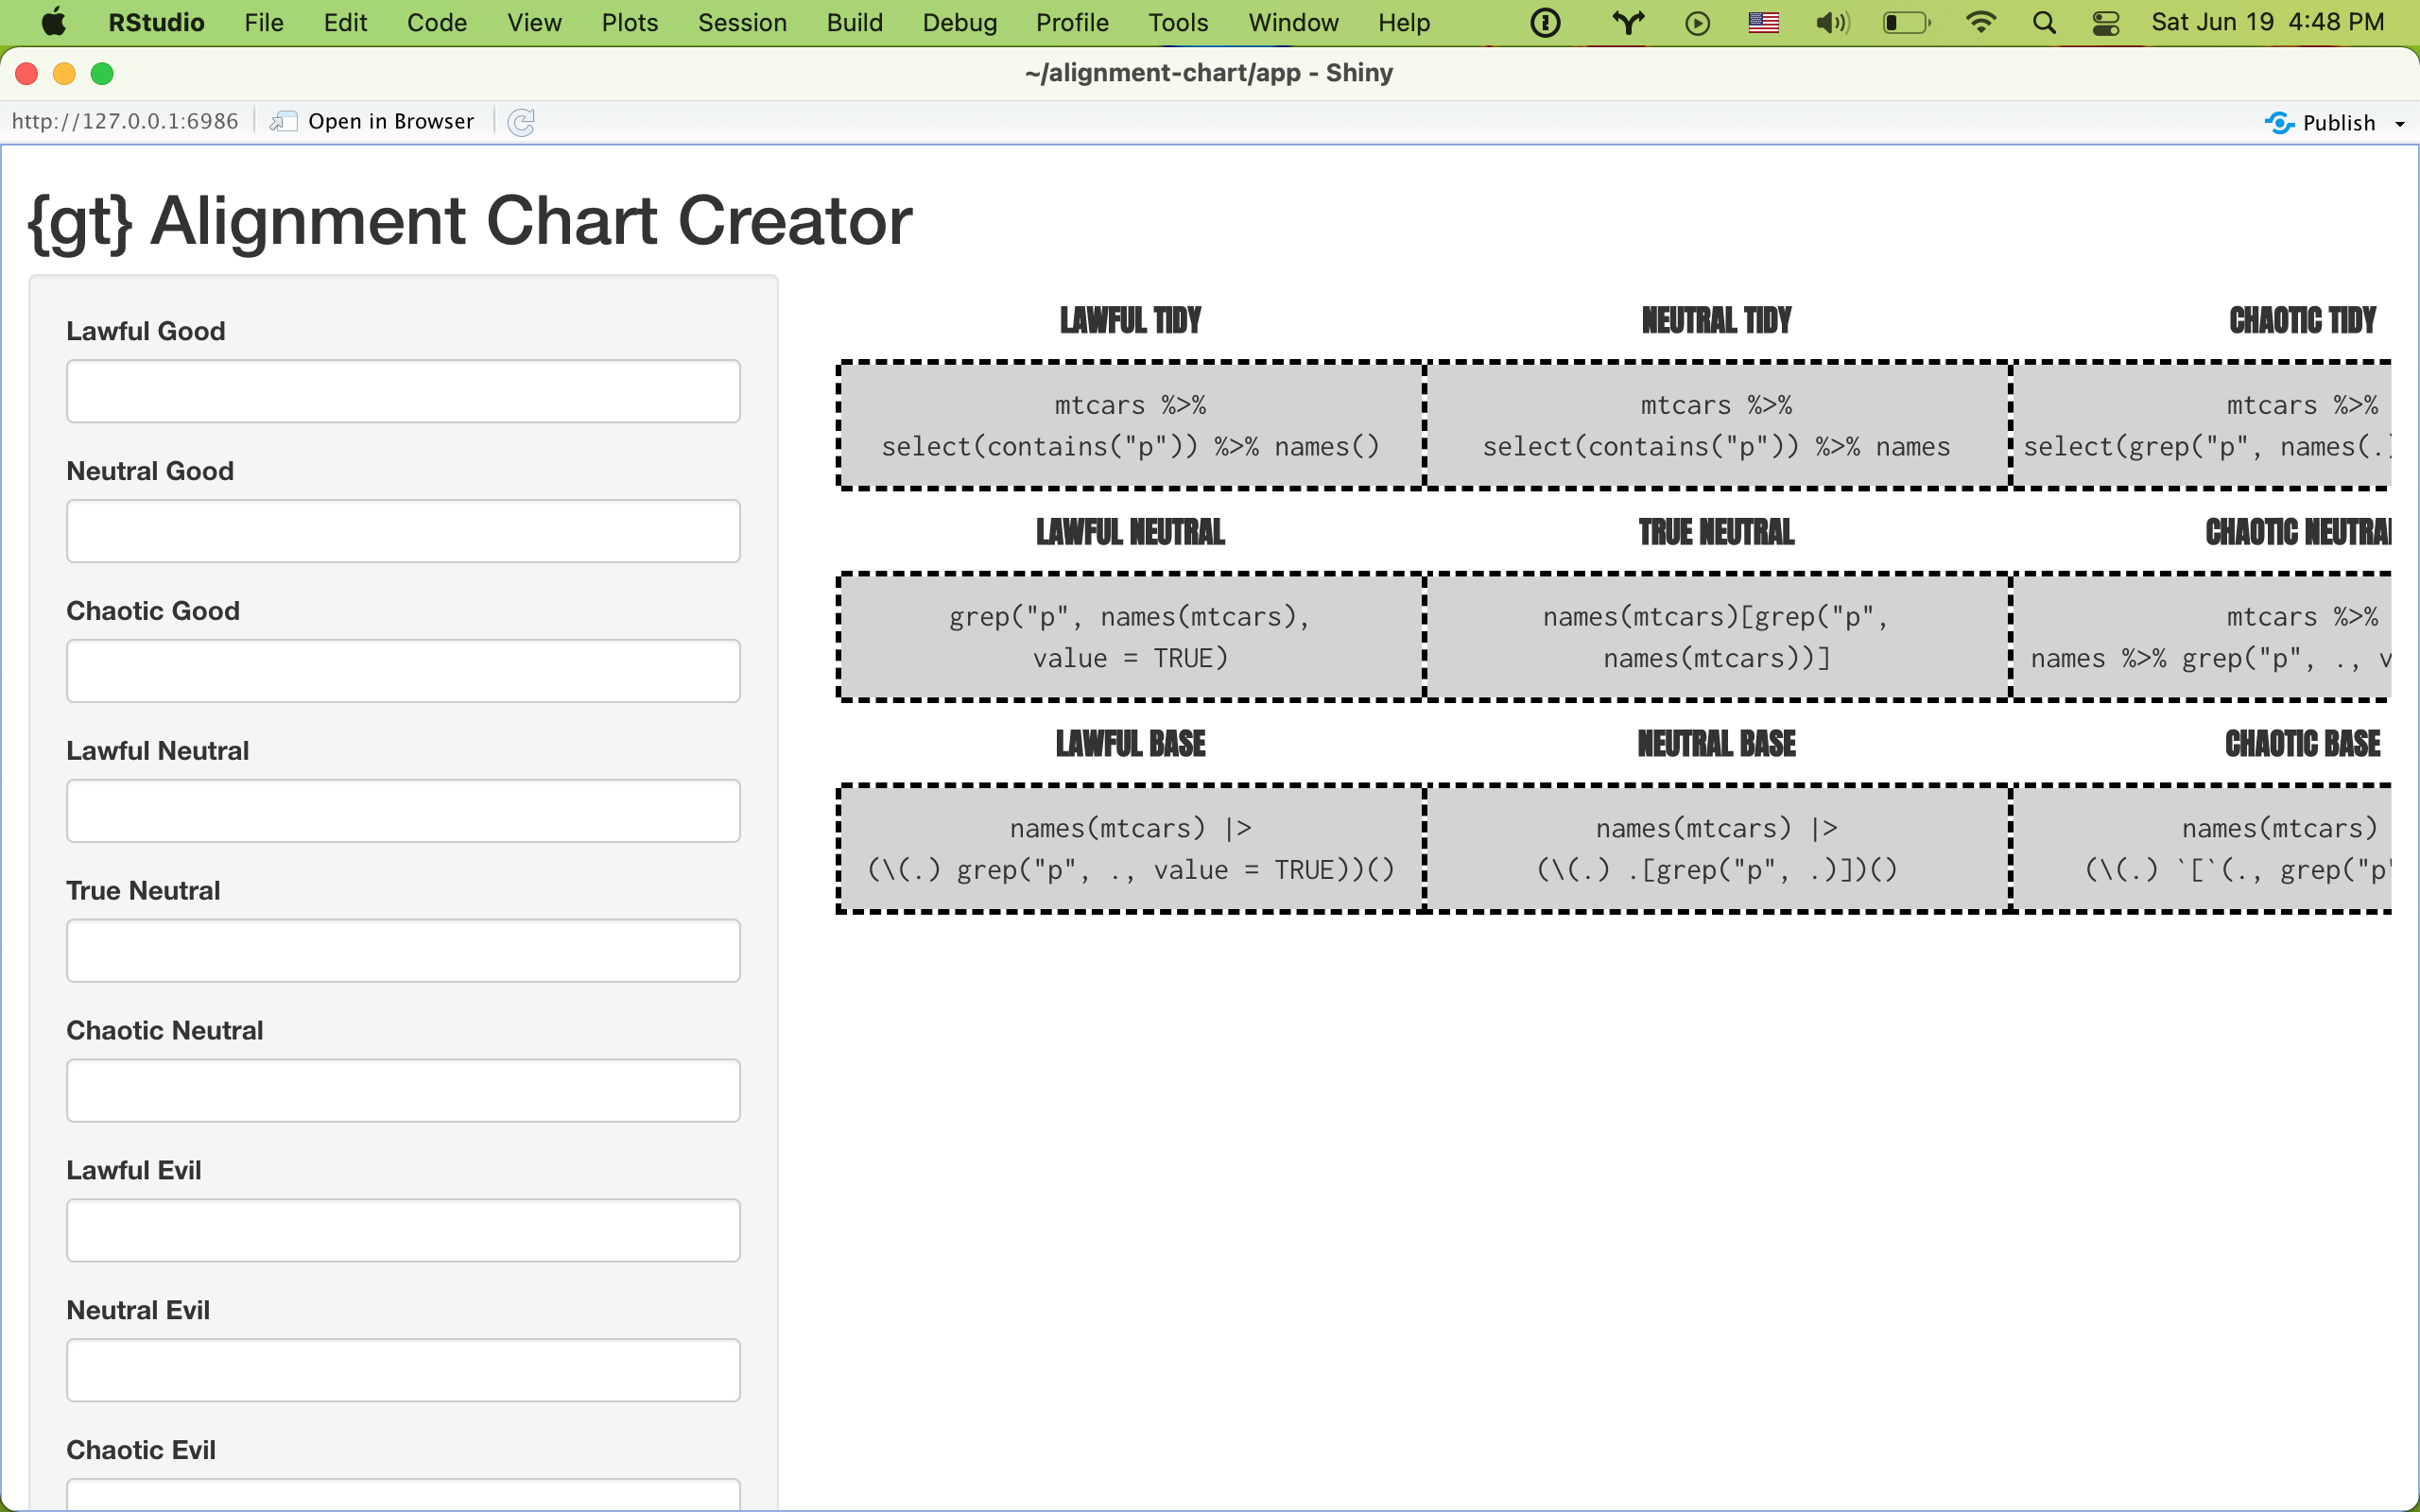 RStudio File Edit Code View Plots Session Build Debug Profile Tools Window Help Sat Jun 19 4:48 PM
~/alignment-chart/app - Shiny
http://127.0.0.1:6986 Open in Browser Publish
{gt} Alignment Chart Creator
Lawful Good
Neutral Good
Chaotic Good
Lawful Neutral
True Neutral
Chaotic Neutral
Lawful Evil
Neutral Evil
Chaotic Evil
LAWFUL TIDY NEUTRAL TIDY CHAOTIC TIDY
mtcars %>% mtcars %>% mtcars %>%
select(contains("p")) %>% names() select(contains("p")) %>% names select(grep("p", names(.
LAWFUL NEUTRAL TRUE NEUTRAL CHAOTIC NEUTRAL
grep("p", names(mtcars), names(mtcars)[grep("p", mtcars %>%
value = TRUE) names(mtcars))] names %>% grep("p", ., v
LAWFUL BASE NEUTRAL BASE CHAOTIC BASE
names(mtcars) |> names(mtcars) |> names(mtcars)
(\(.) grep("p", ., value = TRUE))() (\(.) .[grep("p", .)])() (\(.) `[`(., grep("p"